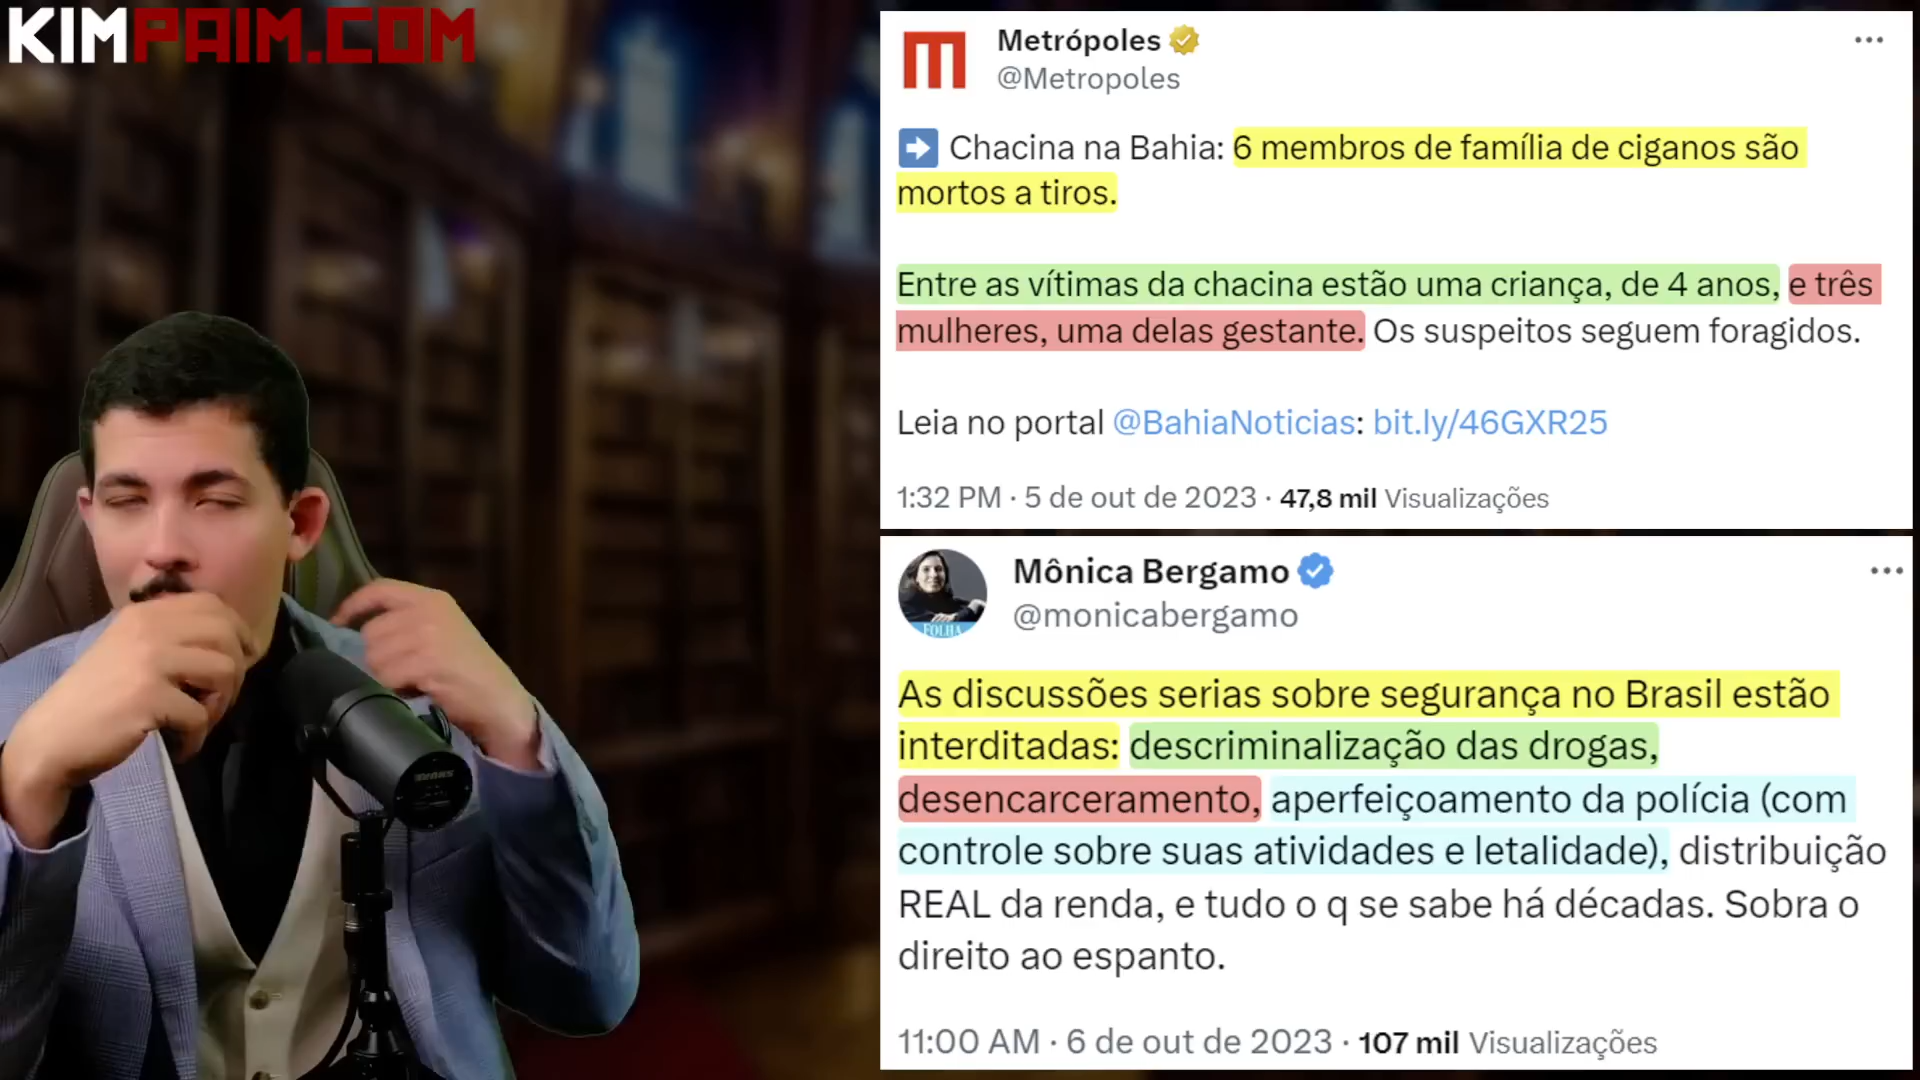 KIMPAIM.COM
Metrópoles
@Metropoles
Chacina na Bahia: 6 membros de família de ciganos são
mortos a tiros.
Entre as vítimas da chacina estão uma criança, de 4 anos, e três
mulheres, uma delas gestante. Os suspeitos seguem foragidos.
Leia no portal @BahiaNoticias: bit.ly/46GXR25
1:32 PM · 5 de out de 2023 · 47,8 mil Visualizações
Mônica Bergamo
@monicabergamo
FOLHA
As discussões serias sobre segurança no Brasil estão
interditadas: descriminalização das drogas,
desencarceramento, aperfeiçoamento da polícia (com
controle sobre suas atividades e letalidade), distribuição
REAL da renda, e tudo o q se sabe há décadas. Sobra o
direito ao espanto.
11:00 AM · 6 de out de 2023 · 107 mil Visualizações
SHURE